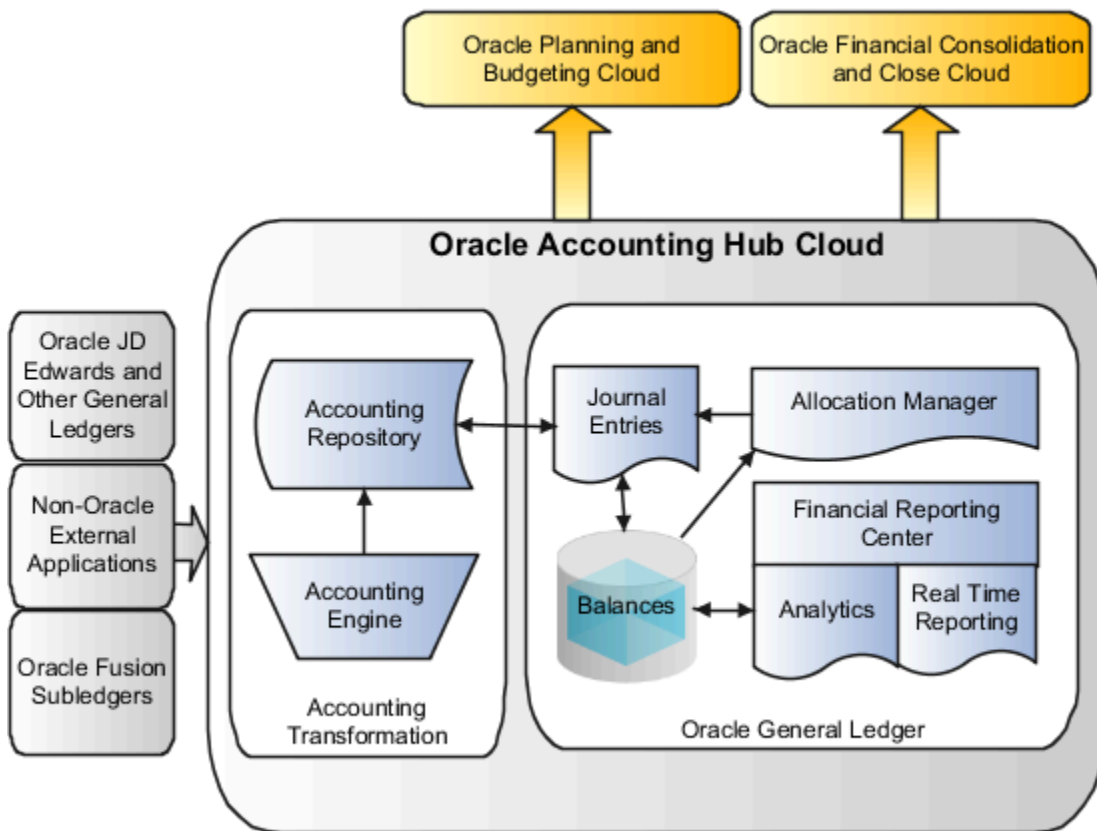 Oracle Planning and
Budgeting Cloud
Oracle Financial Consolidation
and Close Cloud
Oracle Accounting Hub Cloud
Oracle JD
Edwards and
Other General
Ledgers
Non-Oracle
External
Applications
Oracle Fusion
Subledgers
Accounting
Repository
Accounting
Engine
Accounting
Transformation
Journal
Entries
Allocation Manager
Financial Reporting
Center
Balances
Analytics
Real Time
Reporting
Oracle General Ledger